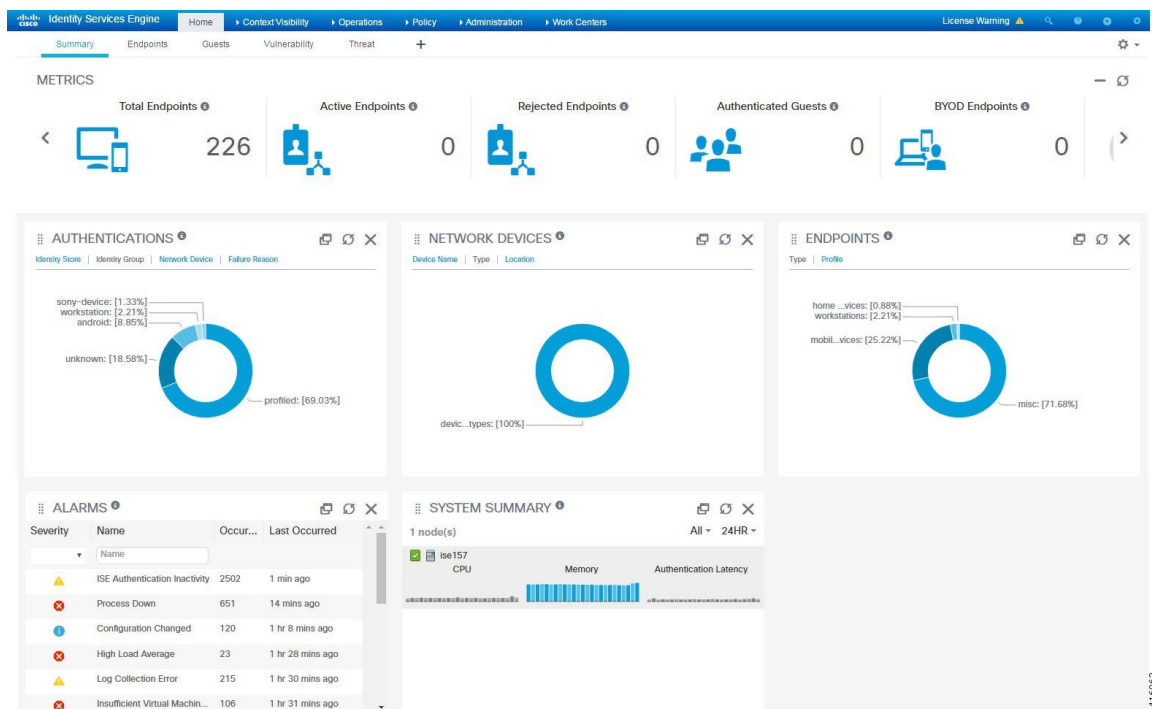 cisco Identity Services Engine Home Context Visibility Operations Policy Administration Work Centers License Warning
Summary Endpoints Guests Vulnerability Threat +
METRICS
Total Endpoints Active Endpoints Rejected Endpoints Authenticated Guests BYOD Endpoints
226 0 0 0 0
AUTHENTICATIONS
Identity Store | Identity Group | Network Device | Failure Reason
sony-device: [1.33%]
workstation: [2.21%]
android: [8.85%]
unknown: [18.58%]
profiled: [69.03%]
NETWORK DEVICES
Device Name | Type | Location
devic...types: [100%]
ENDPOINTS
Type | Profile
home ...vices: [0.88%]
workstations: [2.21%]
mobil...vices: [25.22%]
misc: [71.68%]
ALARMS
Severity Name Occur... Last Occurred
Name
ISE Authentication Inactivity 2502 1 min ago
Process Down 651 14 mins ago
Configuration Changed 120 1 hr 8 mins ago
High Load Average 23 1 hr 28 mins ago
Log Collection Error 215 1 hr 30 mins ago
Insufficient Virtual Machin... 106 1 hr 31 mins ago
SYSTEM SUMMARY
1 node(s) All 24HR
ise157
CPU Memory Authentication Latency